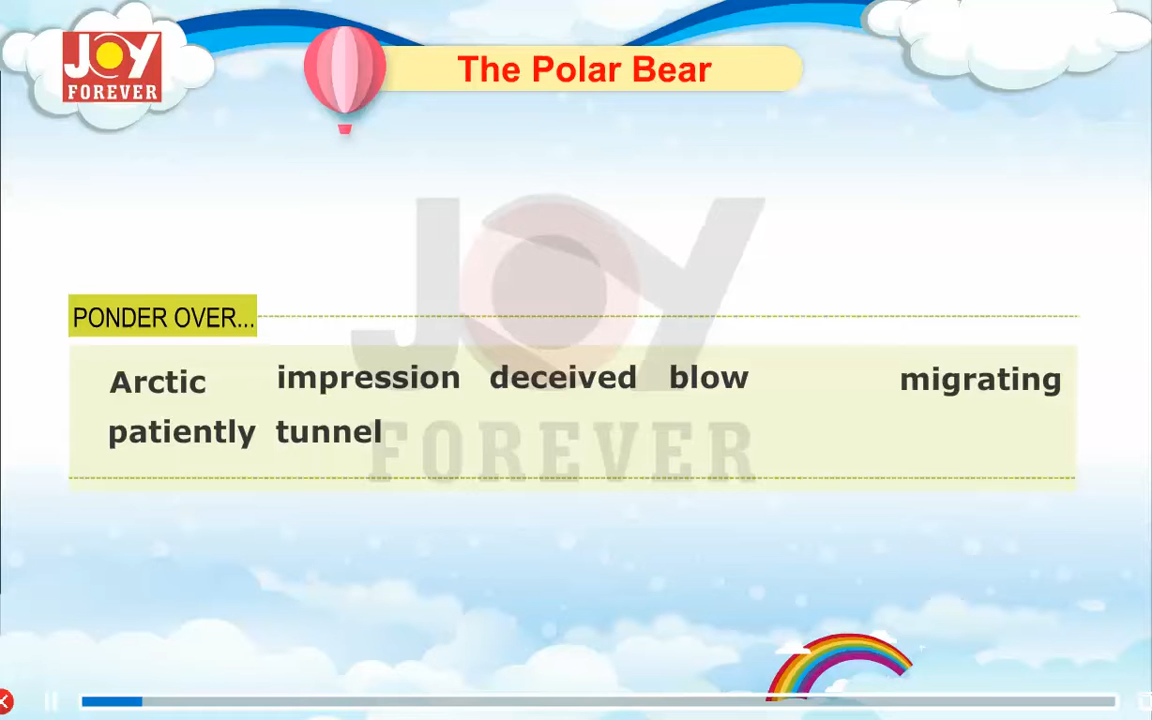 JOY
FOREVER
The Polar Bear
PONDER OVER...
Arctic impression deceived blow migrating
patiently tunnel
JOY
FOREVER